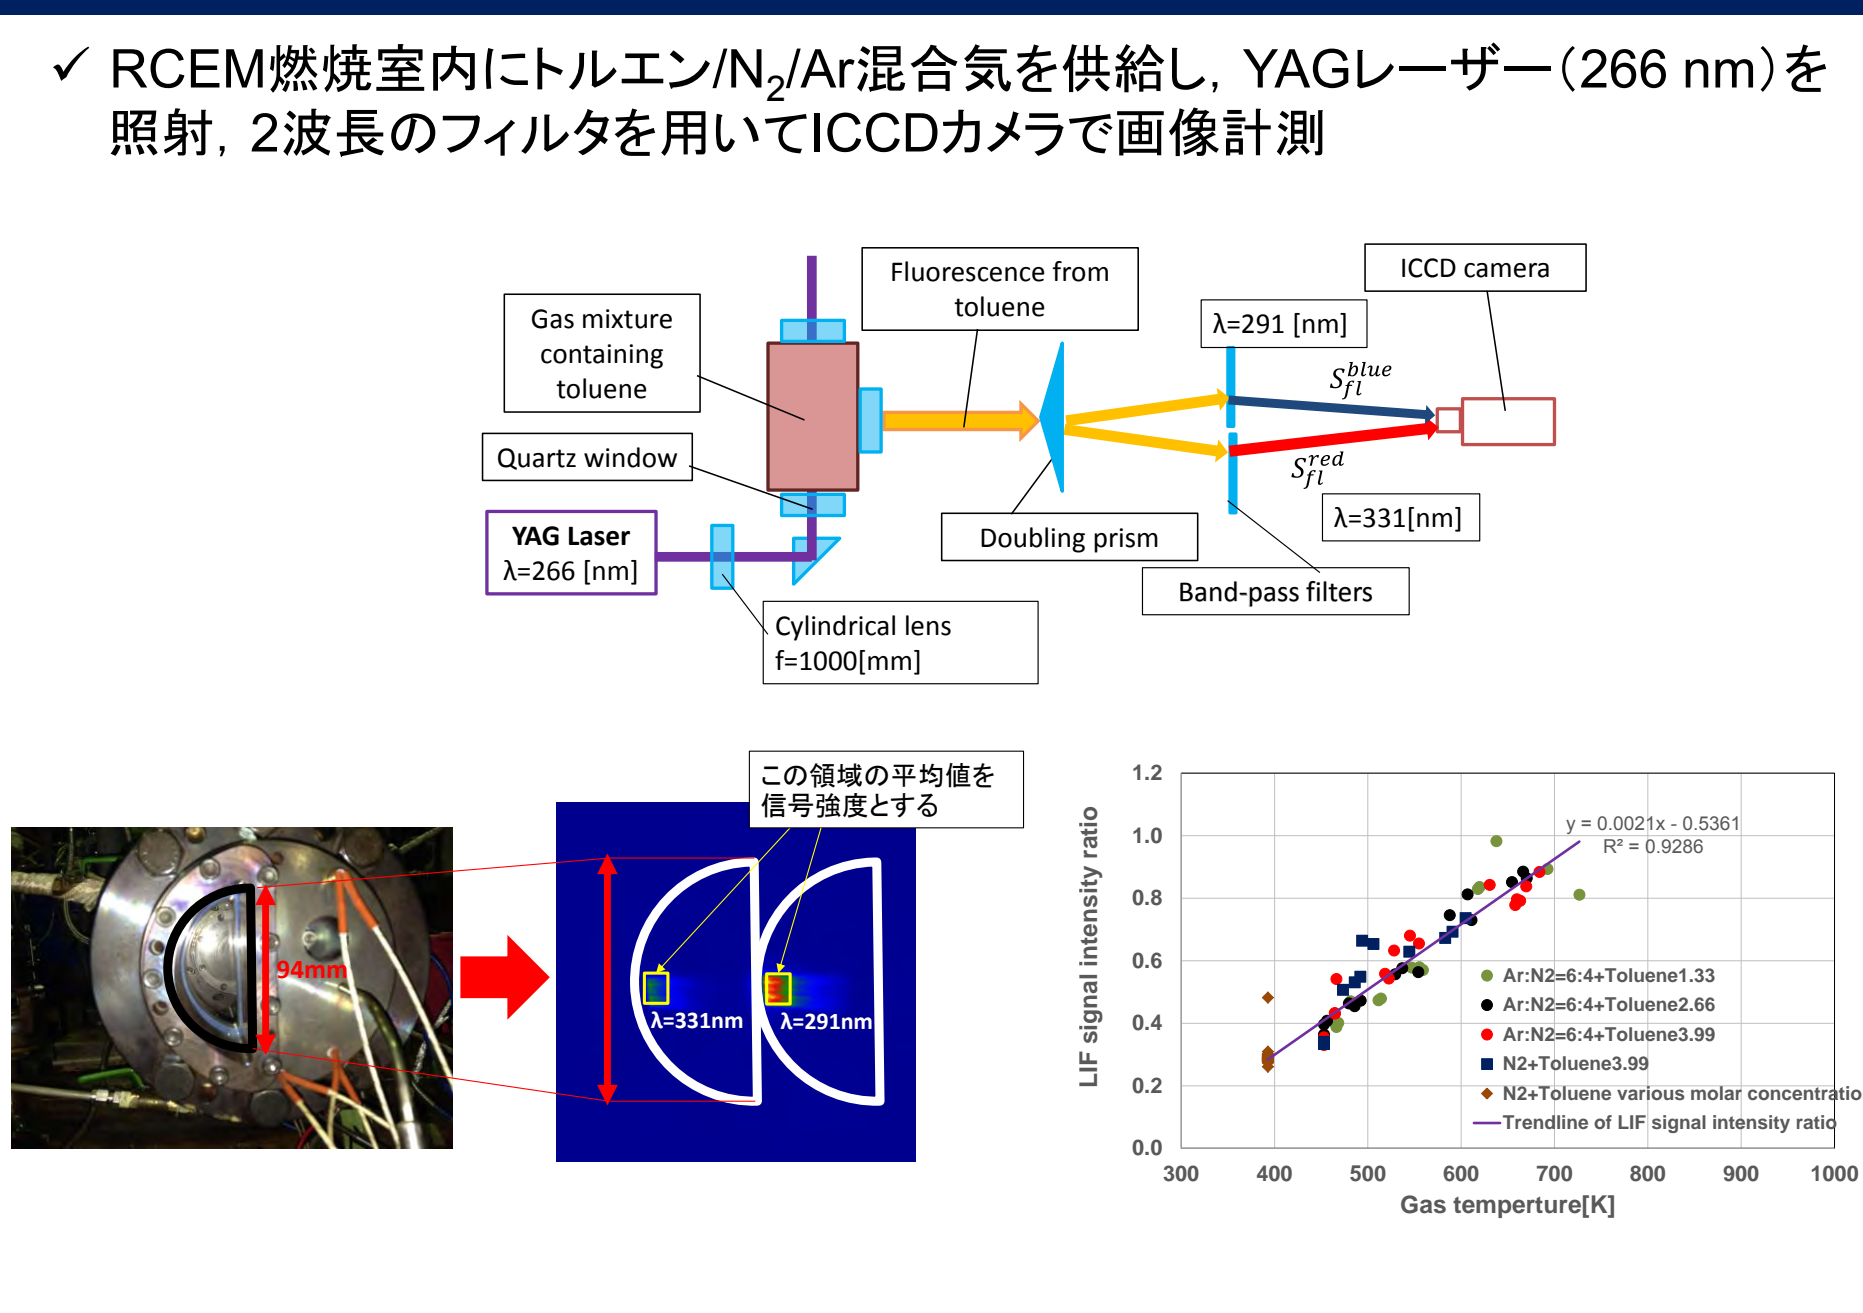 ✓ RCEM燃焼室内にトルエン/N₂/Ar混合気を供給し，YAGレーザー（266 nm）を
照射，2波長のフィルタを用いてICCDカメラで画像計測
Gas mixture
containing
toluene
Fluorescence from
toluene
λ=291 [nm]
ICCD camera
S_{fl}^{blue}
S_{fl}^{red}
Quartz window
λ=331[nm]
YAG Laser
λ=266 [nm]
Doubling prism
Band-pass filters
Cylindrical lens
f=1000[mm]
この領域の平均値を
信号強度とする
94mm
λ=331nm
λ=291nm
LIF signal intensity ratio
1.2
1.0
0.8
0.6
0.4
0.2
0.0
y = 0.0021x - 0.5361
R² = 0.9286
Ar:N2=6:4+Toluene1.33
Ar:N2=6:4+Toluene2.66
Ar:N2=6:4+Toluene3.99
N2+Toluene3.99
N2+Toluene various molar concentratio
Trendline of LIF signal intensity ratio
300 400 500 600 700 800 900 1000
Gas temperture[K]